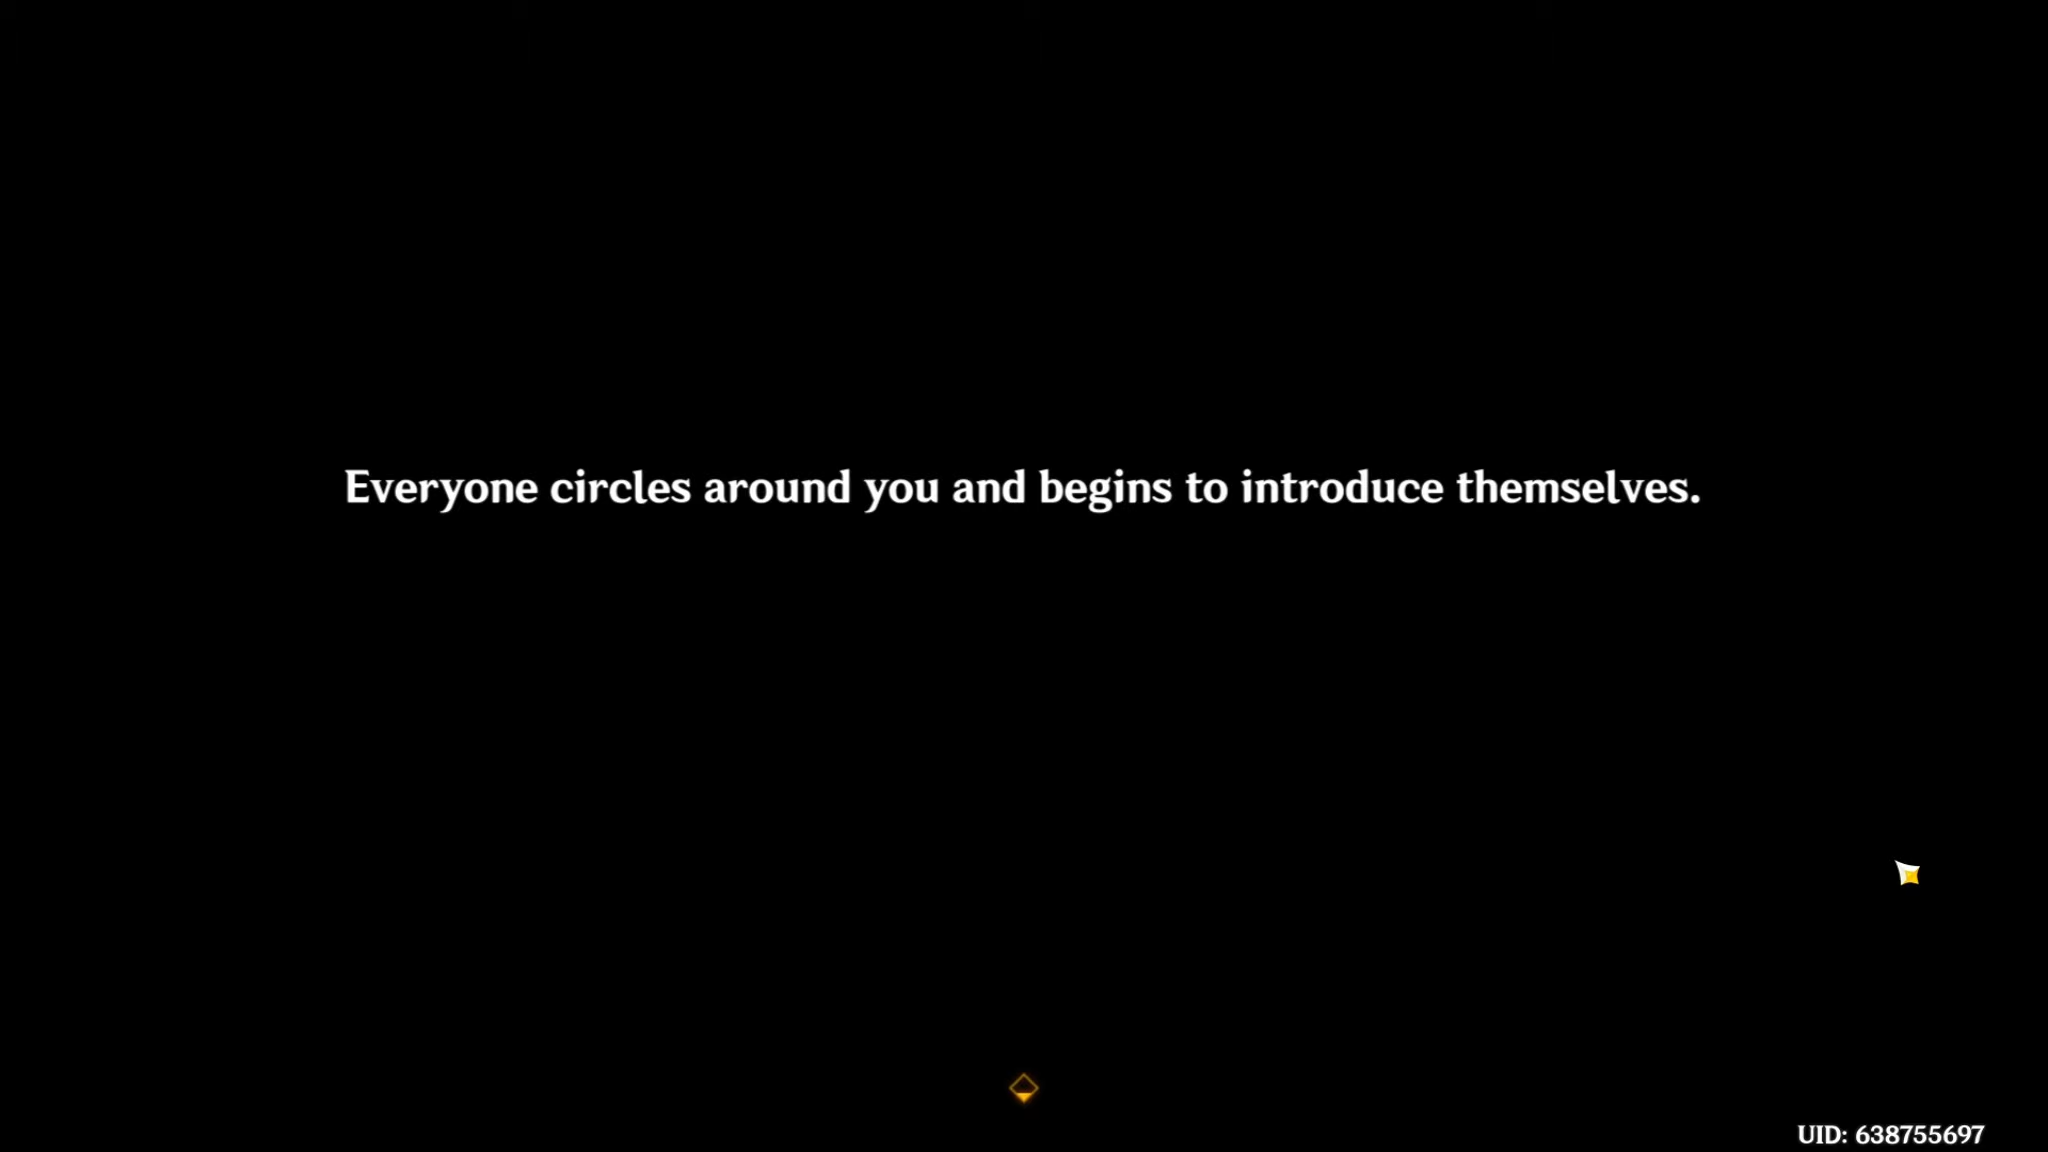 Everyone circles around you and begins to introduce themselves.
UID: 638755697